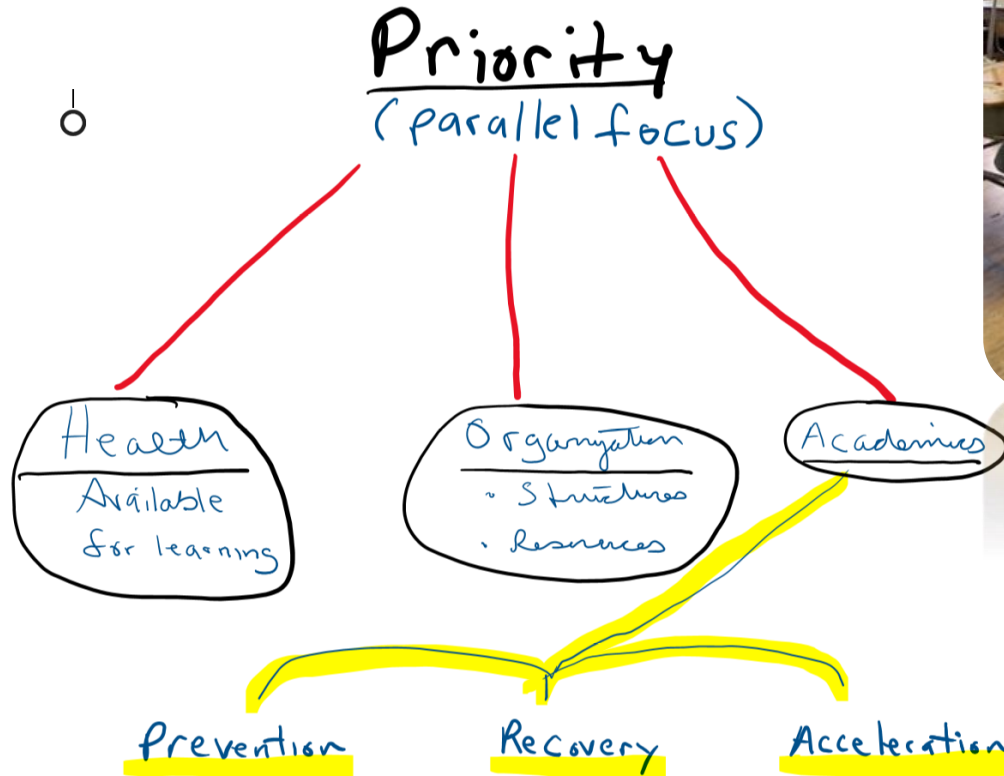 Priority
(parallel focus)
Health
Available
for learning
Organization
• Structures
• Resources
Academics
Prevention
Recovery
Acceleration